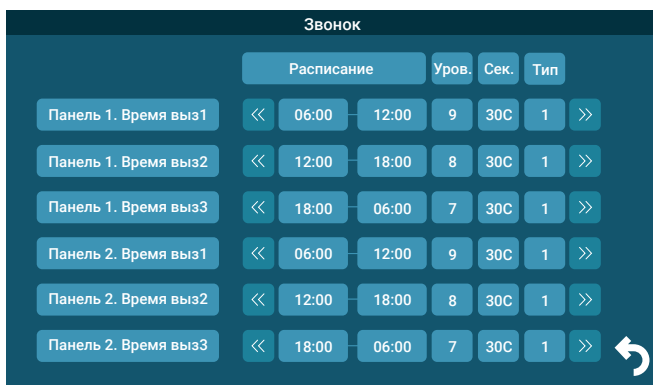 Звонок
Расписание Уров. Сек. Тип
Панель 1. Время выз1 06:00 12:00 9 30С 1
Панель 1. Время выз2 12:00 18:00 8 30С 1
Панель 1. Время выз3 18:00 06:00 7 30С 1
Панель 2. Время выз1 06:00 12:00 9 30С 1
Панель 2. Время выз2 12:00 18:00 8 30С 1
Панель 2. Время выз3 18:00 06:00 7 30С 1